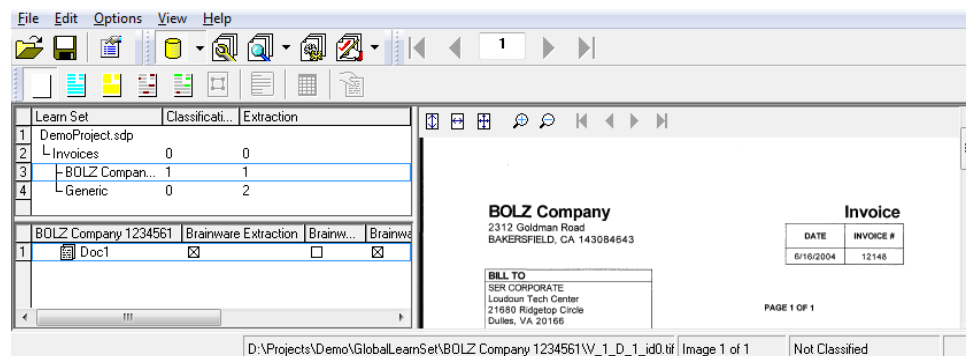 File Edit Options View Help
1
Learn Set Classificati... Extraction
1 DemoProject.sdp
2 Invoices 0 0
3 BOLZ Compan... 1 1
4 Generic 0 2
BOLZ Company 1234561 Brainware Extraction Brainw... Brainwa
1 Doc1
BOLZ Company
2312 Goldman Road
BAKERSFIELD, CA 143084643
Invoice
DATE INVOICE #
6/16/2004 12148
BILL TO
SER CORPORATE
Loudoun Tech Center
21680 Ridgetop Circle
Dulles, VA 20166
PAGE 1 OF 1
D:\Projects\Demo\GlobalLearnSet\BOLZ Company 1234561\V_1_D_1_id0.tif Image 1 of 1 Not Classified